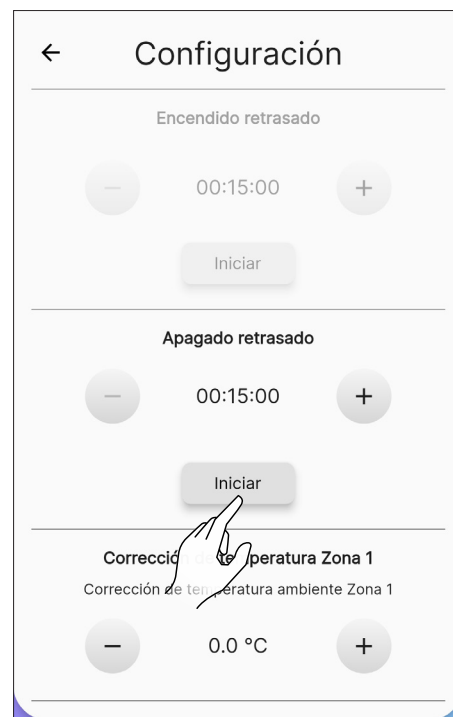 Configuración
Encendido retrasado
00:15:00
Iniciar
Apagado retrasado
00:15:00
Iniciar
Corrección de temperatura Zona 1
Corrección de temperatura ambiente Zona 1
0.0 °C